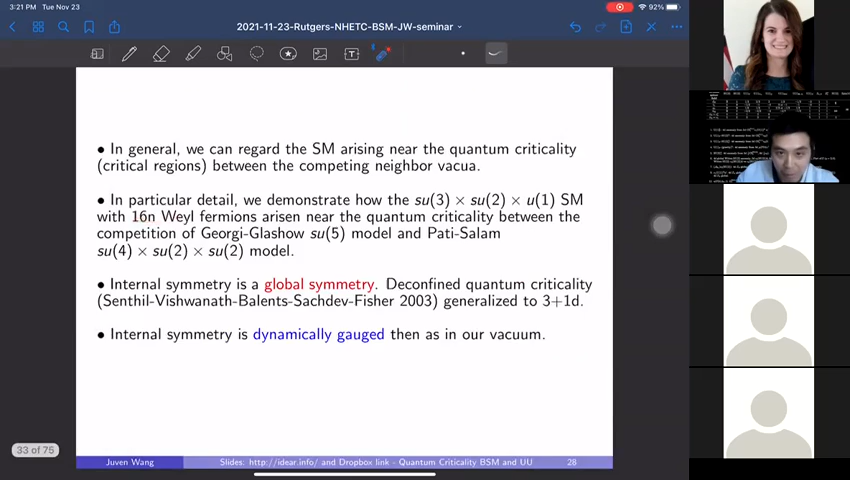 3:21 PM Tue Nov 23
92%
2021-11-23-Rutgers-NHETC-BSM-JW-seminar
• In general, we can regard the SM arising near the quantum criticality
(critical regions) between the competing neighbor vacua.
• In particular detail, we demonstrate how the su(3) × su(2) × u(1) SM
with 16n Weyl fermions arisen near the quantum criticality between the
competition of Georgi-Glashow su(5) model and Pati-Salam
su(4) × su(2) × su(2) model.
• Internal symmetry is a global symmetry. Deconfined quantum criticality
(Senthil-Vishwanath-Balents-Sachdev-Fisher 2003) generalized to 3+1d.
• Internal symmetry is dynamically gauged then as in our vacuum.
33 of 75
Juven Wang
Slides: http://idear.info/ and Dropbox link - Quantum Criticality BSM and UU
28